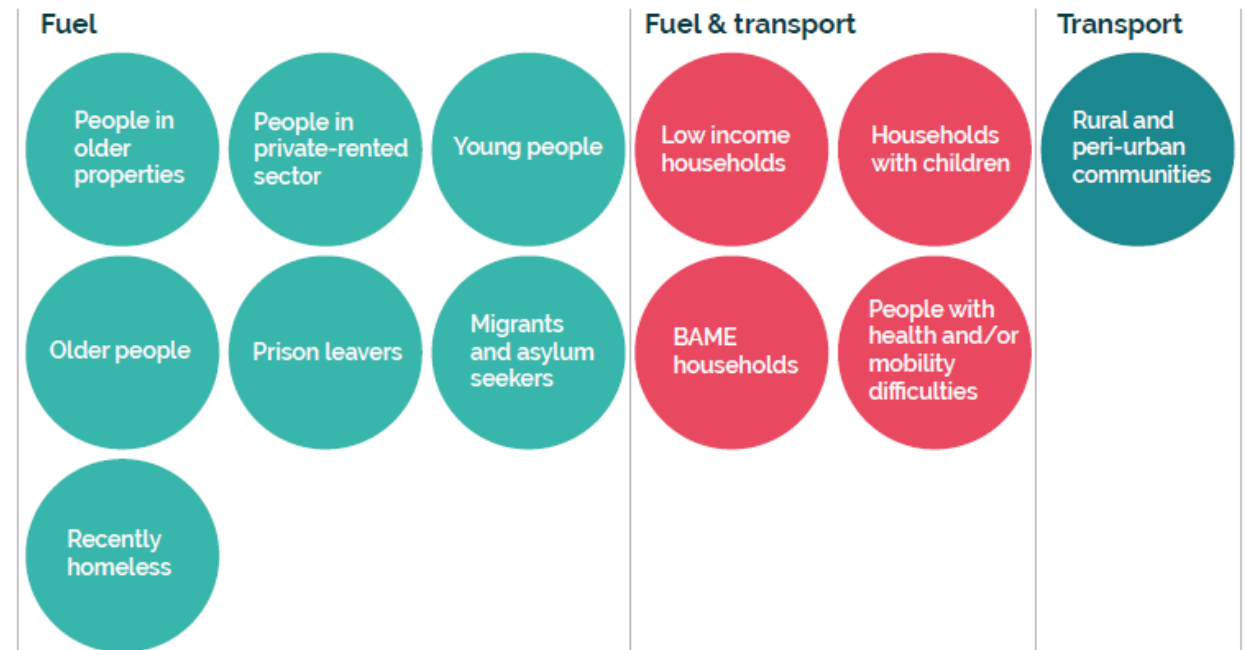 Fuel
People in
older
properties
People in
private-rented
sector
Young people
Older people
Prison leavers
Migrants
and asylum
seekers
Recently
homeless
Fuel & transport
Low income
households
Households
with children
BAME
households
People with
health and/or
mobility
difficulties
Transport
Rural and
peri-urban
communities